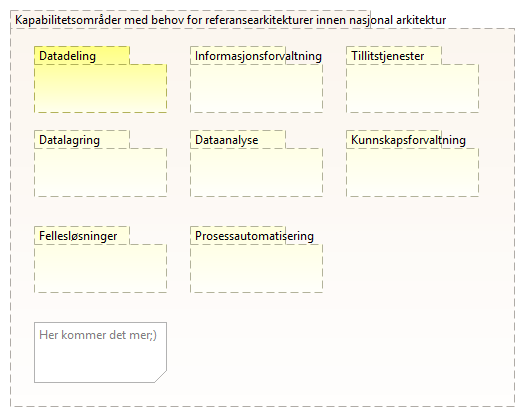 Kapabilitetsområder med behov for referansearkitekturer innen nasjonal arkitektur
Datadeling
Informasjonsforvaltning
Tillitstjenester
Datalagring
Dataanalyse
Kunnskapsforvaltning
Fellesløsninger
Prosessautomatisering
Her kommer det mer;)